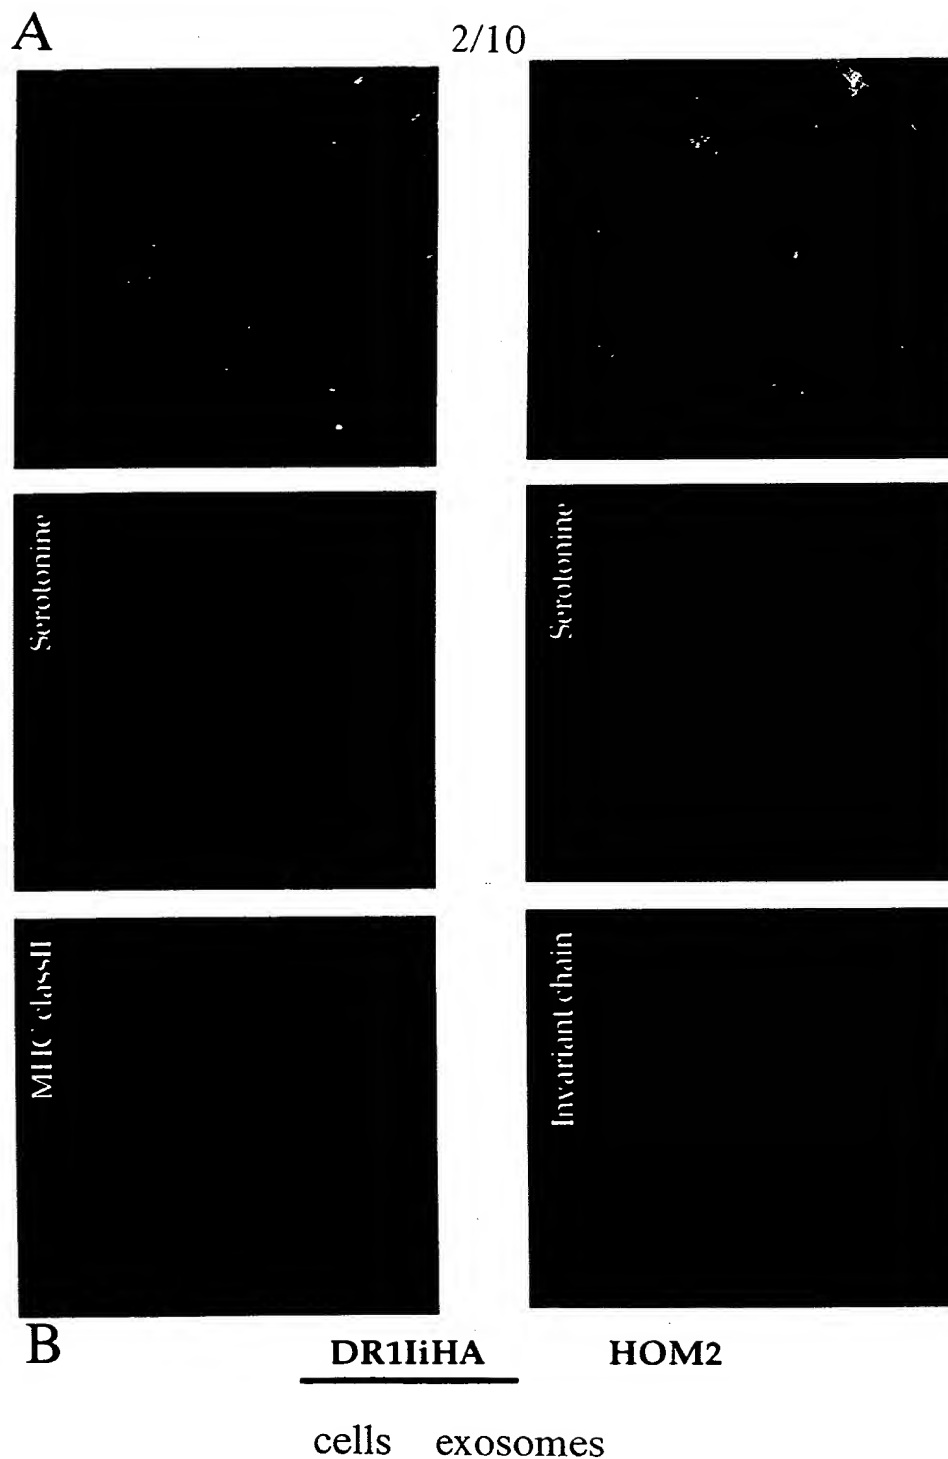 A
2/10
Serotonine
Serotonine
MHC classII
Invariant chain
B
DR1IiHA HOM2
cells exosomes